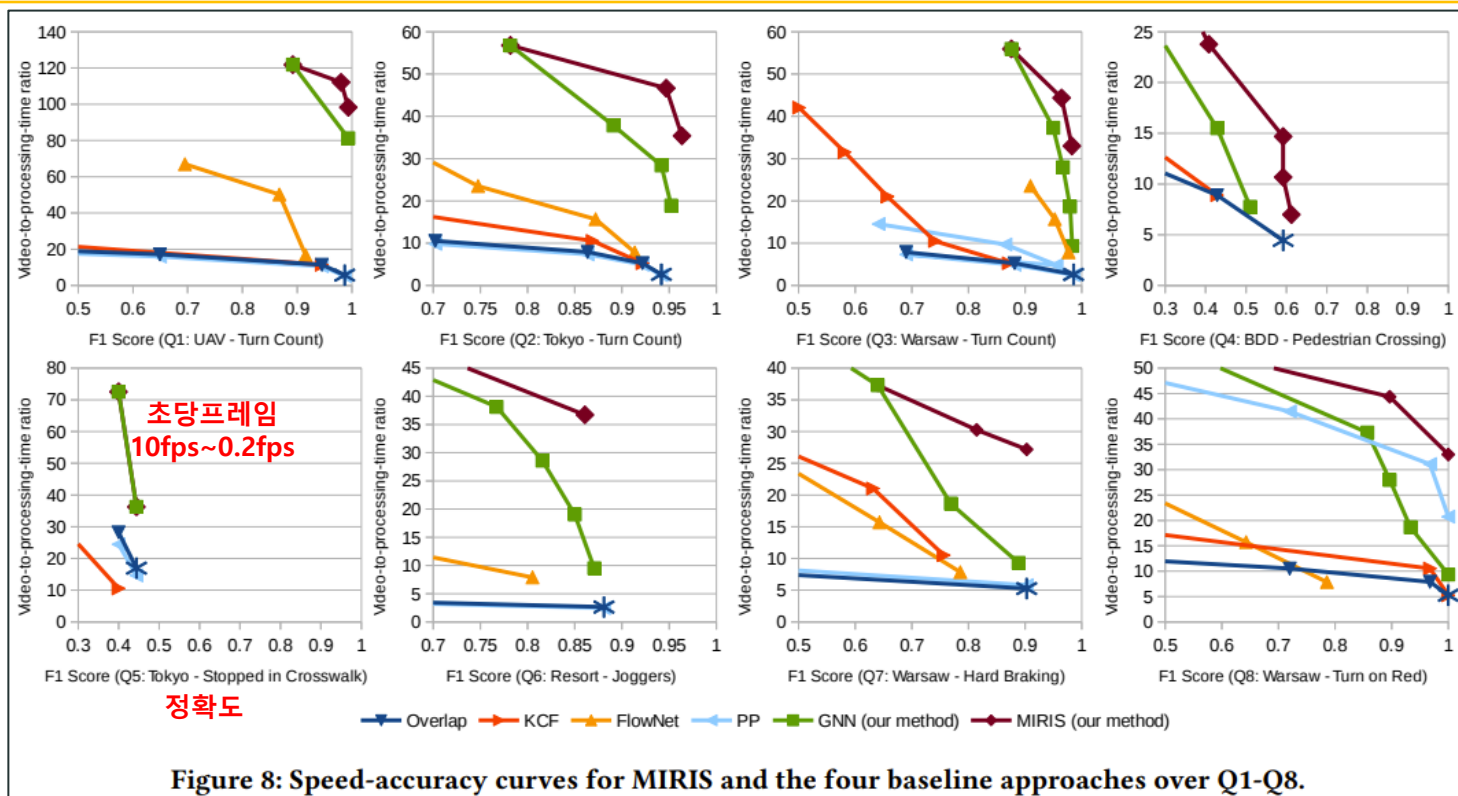 140
120
100
80
60
40
20
0
0.5 0.6 0.7 0.8 0.9 1
Video-to-processing-time ratio
F1 Score (Q1: UAV - Turn Count)
60
50
40
30
20
10
0
0.7 0.75 0.8 0.85 0.9 0.95 1
Video-to-processing-time ratio
F1 Score (Q2: Tokyo - Turn Count)
60
50
40
30
20
10
0
0.5 0.6 0.7 0.8 0.9 1
Video-to-processing-time ratio
F1 Score (Q3: Warsaw - Turn Count)
25
20
15
10
5
0
0.3 0.4 0.5 0.6 0.7 0.8 0.9 1
Video-to-processing-time ratio
F1 Score (Q4: BDD - Pedestrian Crossing)
80
70
60
50
40
30
20
10
0
0.3 0.4 0.5 0.6 0.7 0.8 0.9 1
Video-to-processing-time ratio
초당프레임
10fps~0.2fps
F1 Score (Q5: Tokyo - Stopped in Crosswalk)
정확도
45
40
35
30
25
20
15
10
5
0
0.7 0.75 0.8 0.85 0.9 0.95 1
Video-to-processing-time ratio
F1 Score (Q6: Resort - Joggers)
40
35
30
25
20
15
10
5
0
0.5 0.6 0.7 0.8 0.9 1
Video-to-processing-time ratio
F1 Score (Q7: Warsaw - Hard Braking)
50
45
40
35
30
25
20
15
10
5
0
0.5 0.6 0.7 0.8 0.9 1
Video-to-processing-time ratio
F1 Score (Q8: Warsaw - Turn on Red)
Overlap KCF FlowNet PP GNN (our method) MIRIS (our method)
Figure 8: Speed-accuracy curves for MIRIS and the four baseline approaches over Q1-Q8.